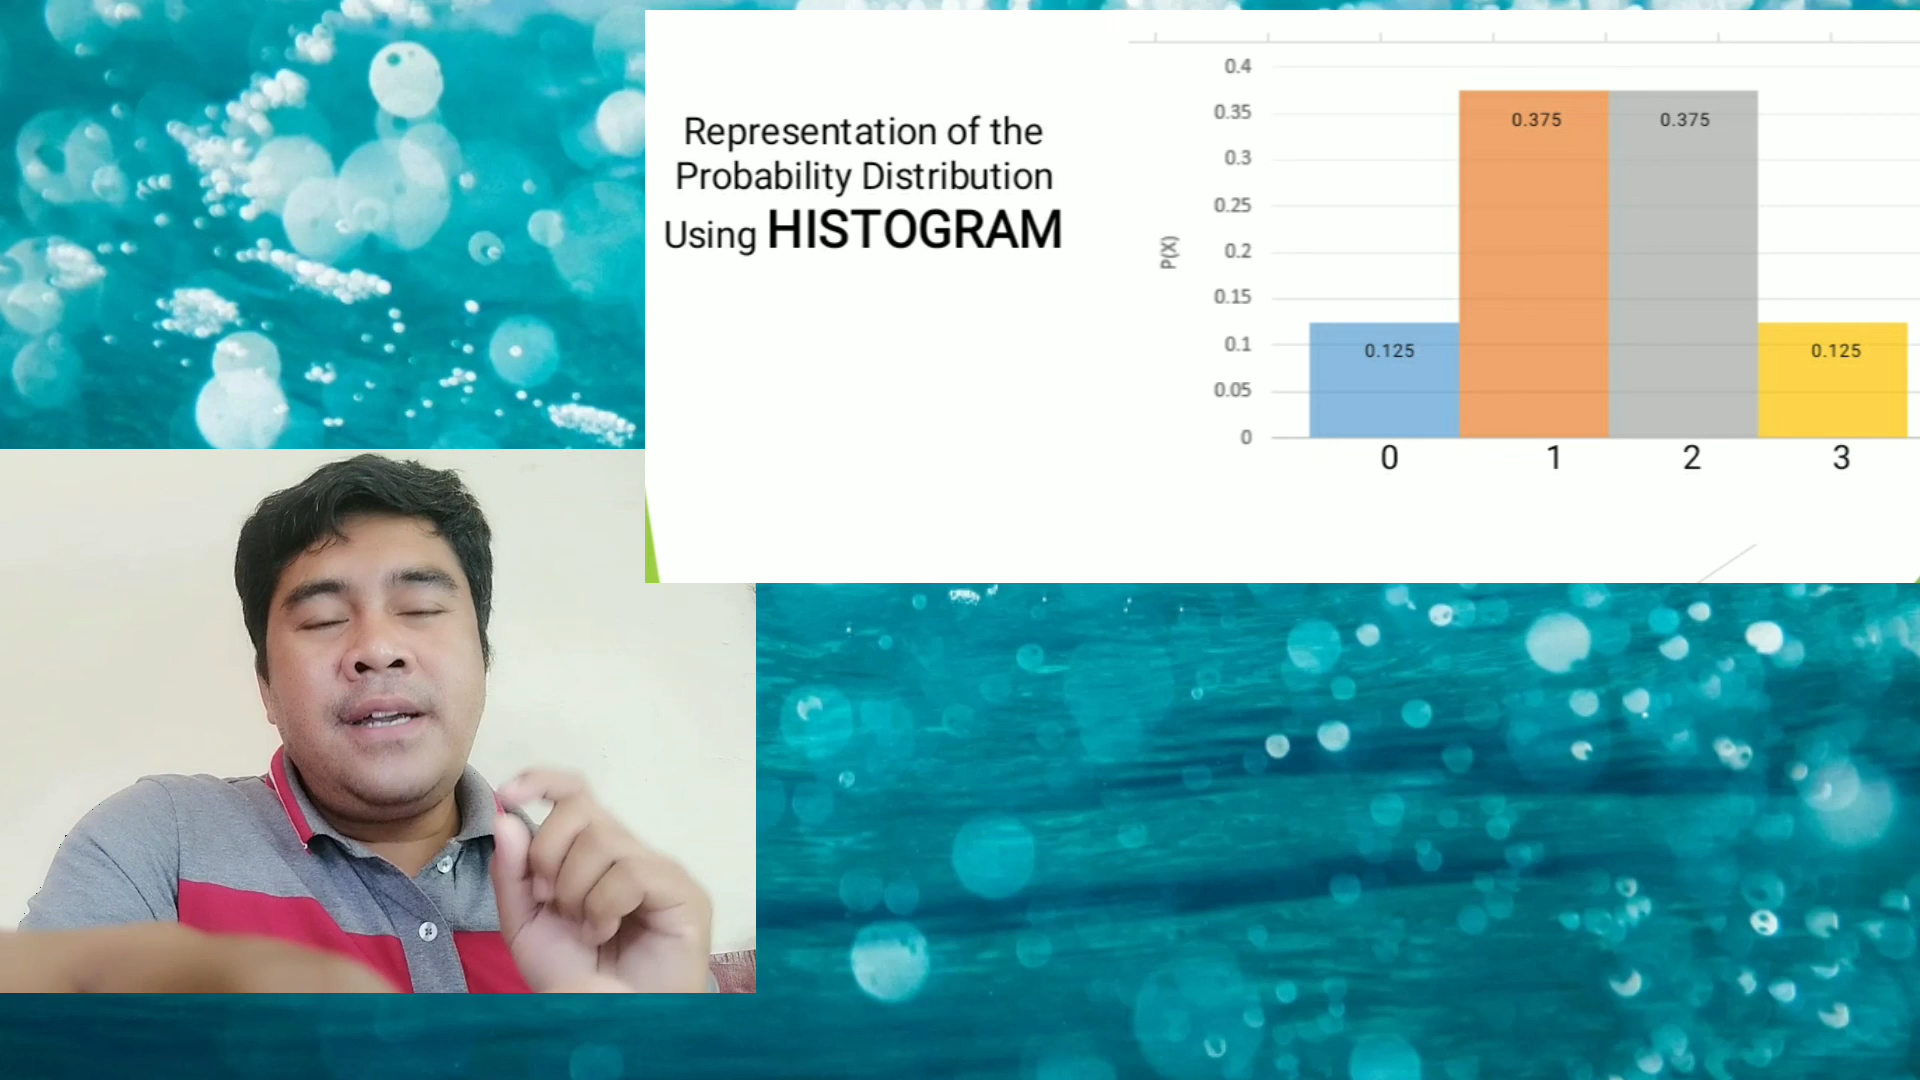 Representation of the
Probability Distribution
Using HISTOGRAM
P(X)
0.4
0.35
0.3
0.25
0.2
0.15
0.1
0.05
0
0.125
0.375
0.375
0.125
0 1 2 3